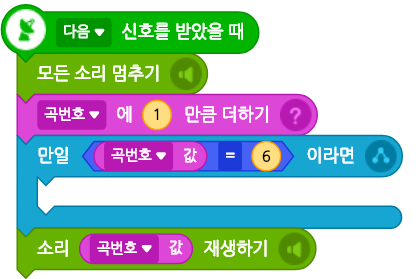 다음 신호를 받았을 때
모든 소리 멈추기
곡번호 에 1 만큼 더하기 ?
만일 곡번호 값 = 6 이라면
소리 곡번호 값 재생하기